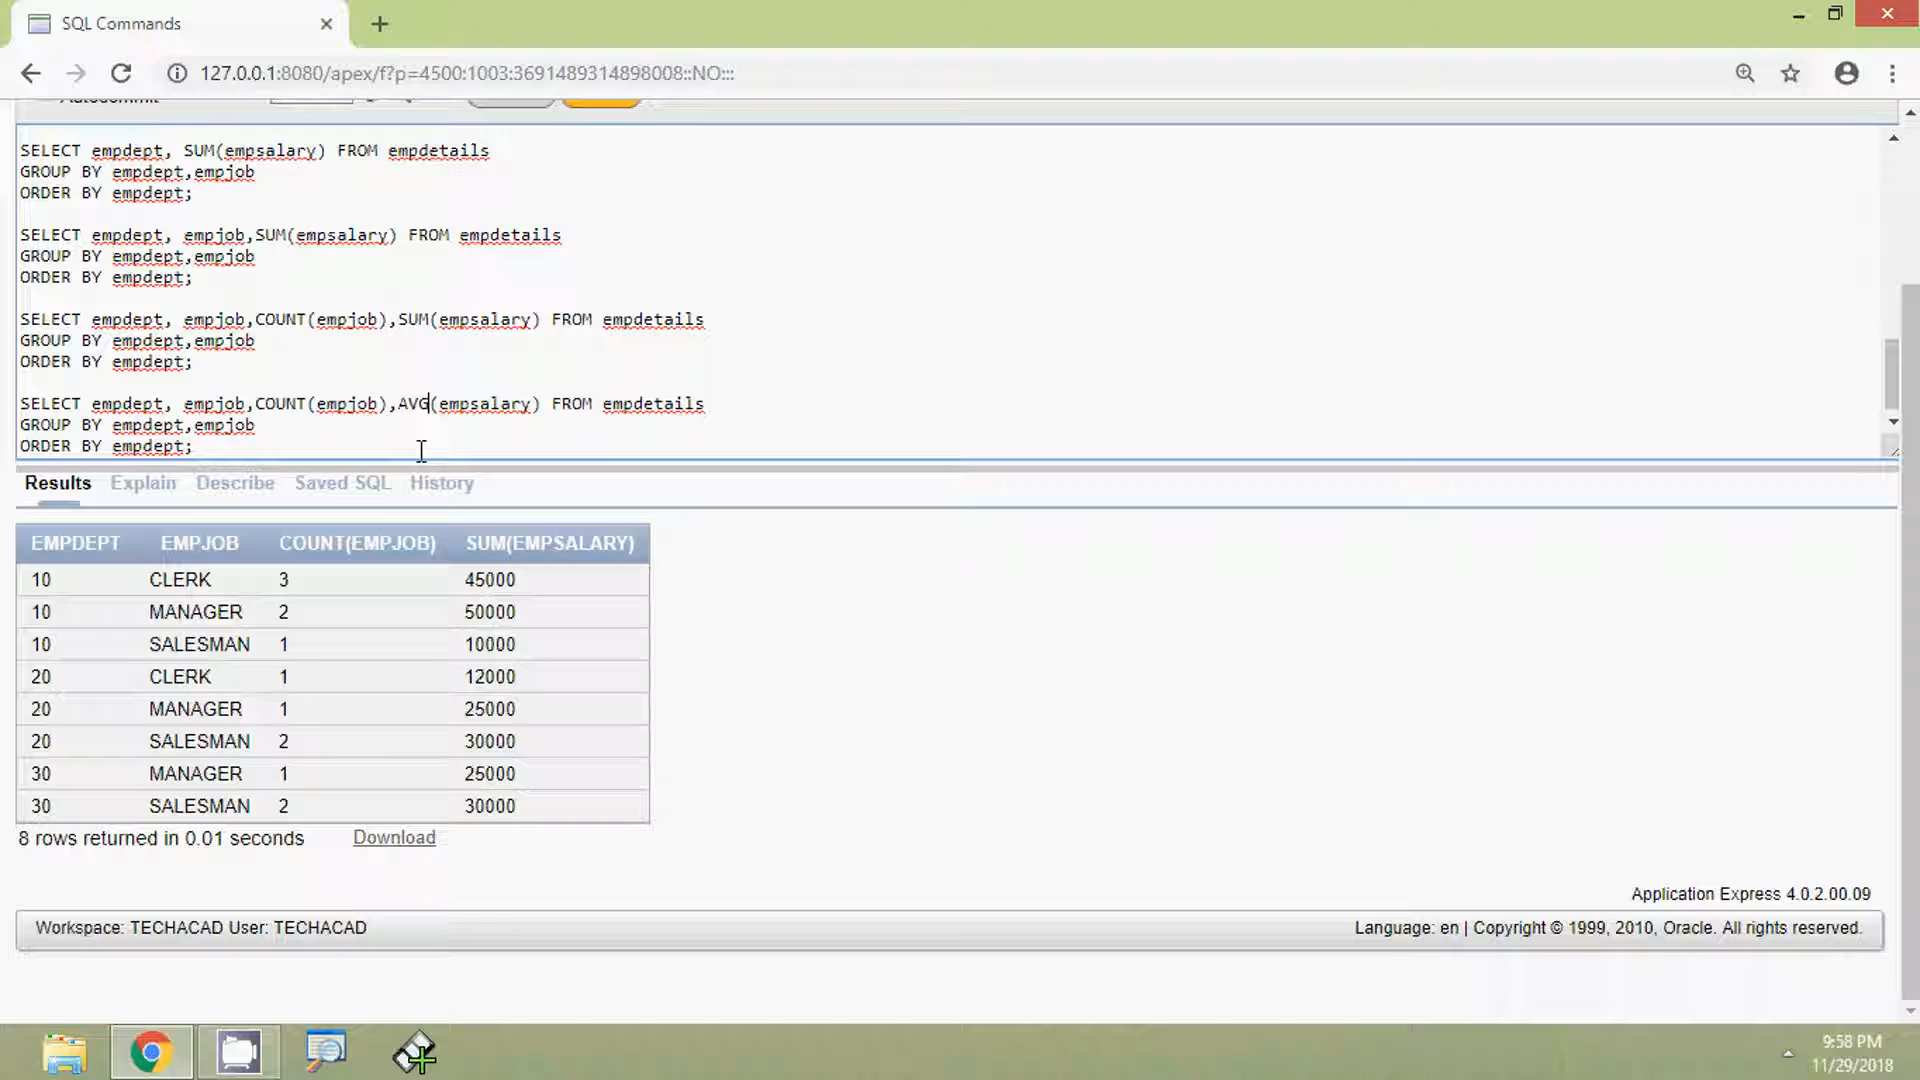 SQL Commands
127.0.0.1:8080/apex/f?p=4500:1003:3691489314898008::NO:::
Autocommit
SELECT empdept, SUM(empsalary) FROM empdetails
GROUP BY empdept,empjob
ORDER BY empdept;
SELECT empdept, empjob,SUM(empsalary) FROM empdetails
GROUP BY empdept,empjob
ORDER BY empdept;
SELECT empdept, empjob,COUNT(empjob),SUM(empsalary) FROM empdetails
GROUP BY empdept,empjob
ORDER BY empdept;
SELECT empdept, empjob,COUNT(empjob),AVG(empsalary) FROM empdetails
GROUP BY empdept,empjob
ORDER BY empdept;
Results Explain Describe Saved SQL History
EMPDEPT EMPJOB COUNT(EMPJOB) SUM(EMPSALARY)
10 CLERK 3 45000
10 MANAGER 2 50000
10 SALESMAN 1 10000
20 CLERK 1 12000
20 MANAGER 1 25000
20 SALESMAN 2 30000
30 MANAGER 1 25000
30 SALESMAN 2 30000
8 rows returned in 0.01 seconds Download
Application Express 4.0.2.00.09
Workspace: TECHACAD User: TECHACAD Language: en | Copyright © 1999, 2010, Oracle. All rights reserved.
9:58 PM
11/29/2018